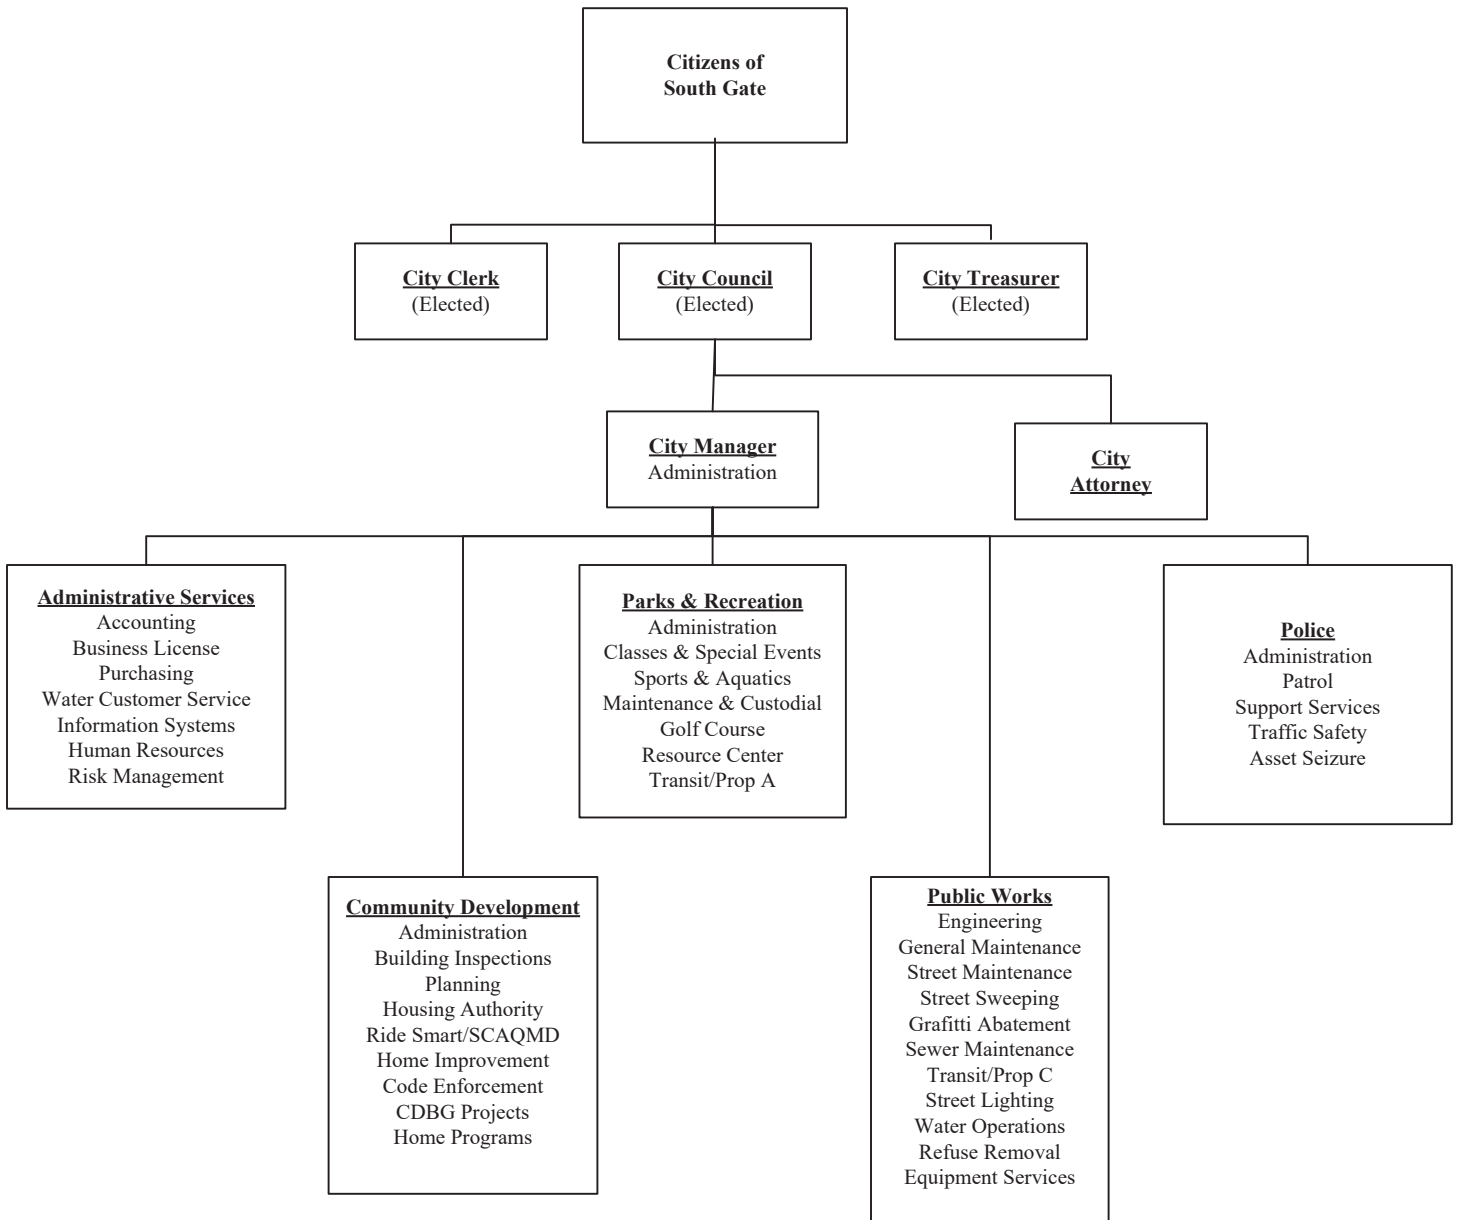 Citizens of
South Gate
City Clerk
(Elected)
City Council
(Elected)
City Treasurer
(Elected)
City Manager
Administration
City
Attorney
Administrative Services
Accounting
Business License
Purchasing
Water Customer Service
Information Systems
Human Resources
Risk Management
Parks & Recreation
Administration
Classes & Special Events
Sports & Aquatics
Maintenance & Custodial
Golf Course
Resource Center
Transit/Prop A
Police
Administration
Patrol
Support Services
Traffic Safety
Asset Seizure
Community Development
Administration
Building Inspections
Planning
Housing Authority
Ride Smart/SCAQMD
Home Improvement
Code Enforcement
CDBG Projects
Home Programs
Public Works
Engineering
General Maintenance
Street Maintenance
Street Sweeping
Grafitti Abatement
Sewer Maintenance
Transit/Prop C
Street Lighting
Water Operations
Refuse Removal
Equipment Services